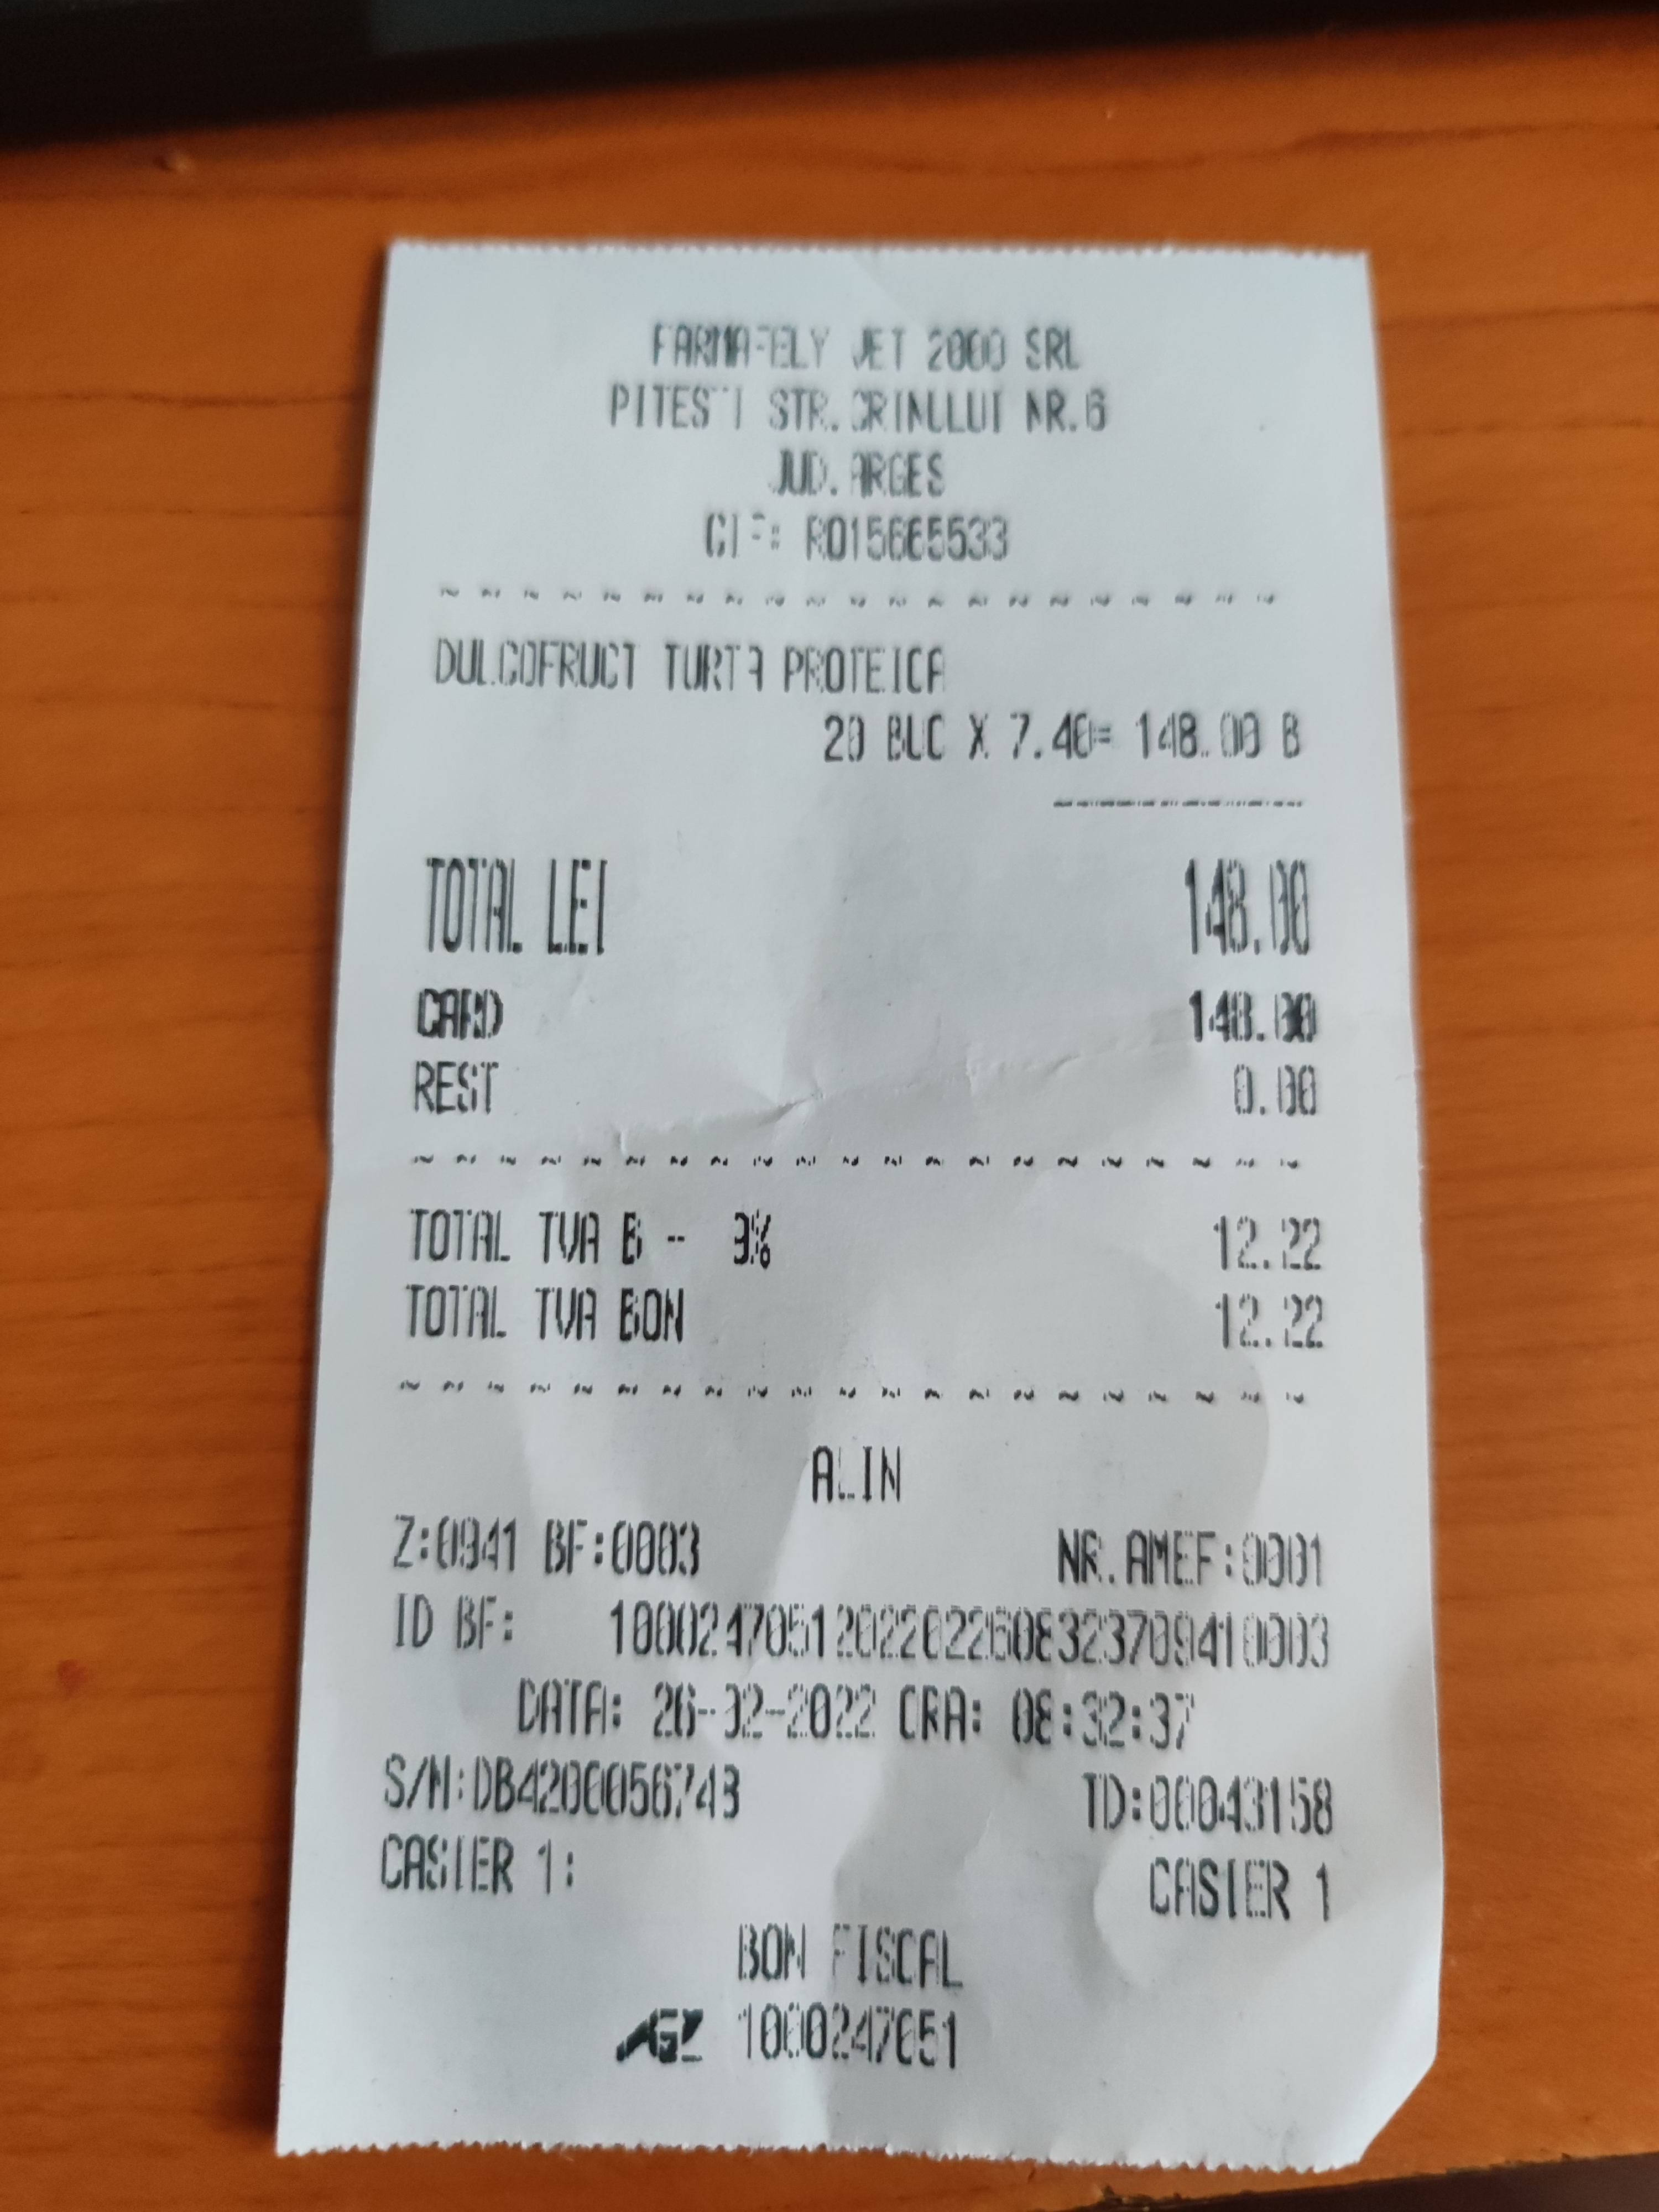 FARMAFELY JET 2000 SRL
PITESTI STR.CRINULUI NR.6
JUD.ARGES
CIF: RO15665533
DULCOFRUCT TURTA PROTEICA
20 BUC X 7.40= 148.00 B
TOTAL LEI 148.00
CARD 148.00
REST 0.00
TOTAL TVA B - 9% 12.22
TOTAL TVA BON 12.22
ALIN
Z:0941 BF:0003 NR.AMEF:0001
ID BF: 10002470512022022608323709410003
DATA: 26-02-2022 ORA: 08:32:37
S/N:DB4200056743 TD:00043158
CASIER 1: CASIER 1
BON FISCAL
1000247051